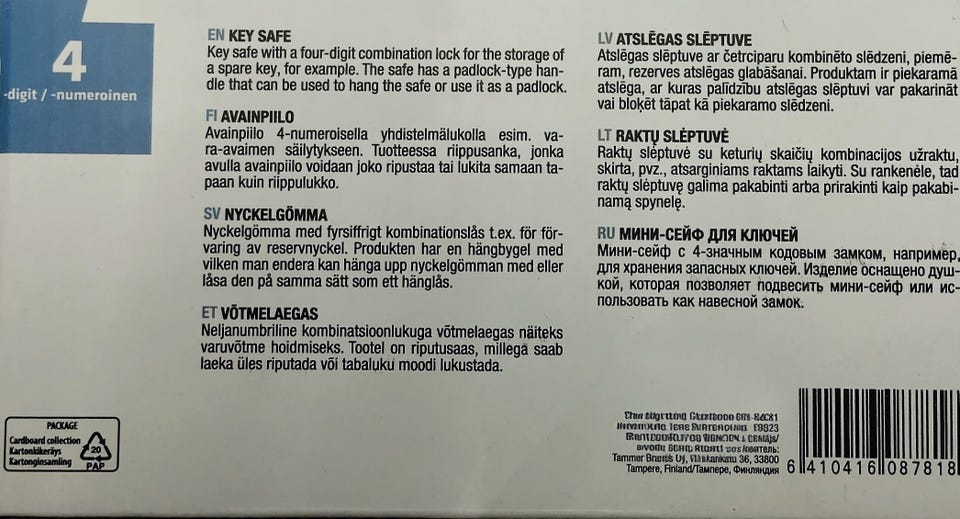 4
-digit / -numeroinen
EN KEY SAFE
Key safe with a four-digit combination lock for the storage of
a spare key, for example. The safe has a padlock-type han-
dle that can be used to hang the safe or use it as a padlock.
FI AVAINPIILO
Avainpiilo 4-numeroisella yhdistelmälukolla esim. va-
ra-avaimen säilytykseen. Tuotteessa riippusanka, jonka
avulla avainpiilo voidaan joko ripustaa tai lukita samaan ta-
paan kuin riippulukko.
SV NYCKELGÖMMA
Nyckelgömma med fyrsiffrigt kombinationslås t.ex. för för-
varing av reservnyckel. Produkten har en hängbygel med
vilken man endera kan hänga upp nyckelgömman med eller
låsa den på samma sätt som ett hänglås.
ET VÕTMELAEGAS
Neljanumbriline kombinatsioonlukuga võtmelaegas näiteks
varuvõtme hoidmiseks. Tootel on riputusaas, millega saab
laeka üles riputada või tabaluku moodi lukustada.
LV ATSLĒGAS SLĒPTUVE
Atslēgas slēptuve ar četrciparu kombinēto slēdzeni, piemē-
ram, rezerves atslēgas glabāšanai. Produktam ir piekaramā
atslēga, ar kuras palīdzību atslēgas slēptuvi var pakarināt
vai bloķēt tāpat kā piekaramo slēdzeni.
LT RAKTŲ SLĖPTUVĖ
Raktų slėptuvė su keturių skaičių kombinacijos užraktu,
skirta, pvz., atsarginiams raktams laikyti. Su rankenėle, tad
raktų slėptuvę galima pakabinti arba prirakinti kaip pakabi-
namą spynelę.
RU МИНИ-СЕЙФ ДЛЯ КЛЮЧЕЙ
Мини-сейф с 4-значным кодовым замком, например,
для хранения запасных ключей. Изделие оснащено душ-
кой, которая позволяет подвесить мини-сейф или ис-
пользовать как навесной замок.
PACKAGE
Cardboard collection
Kartonkikeräys
Kartonginsamling
20
PAP
Tammer Brands Oy, 36, 33800
Tampere, Finland/Тампере, Финляндия
6 410416 087818